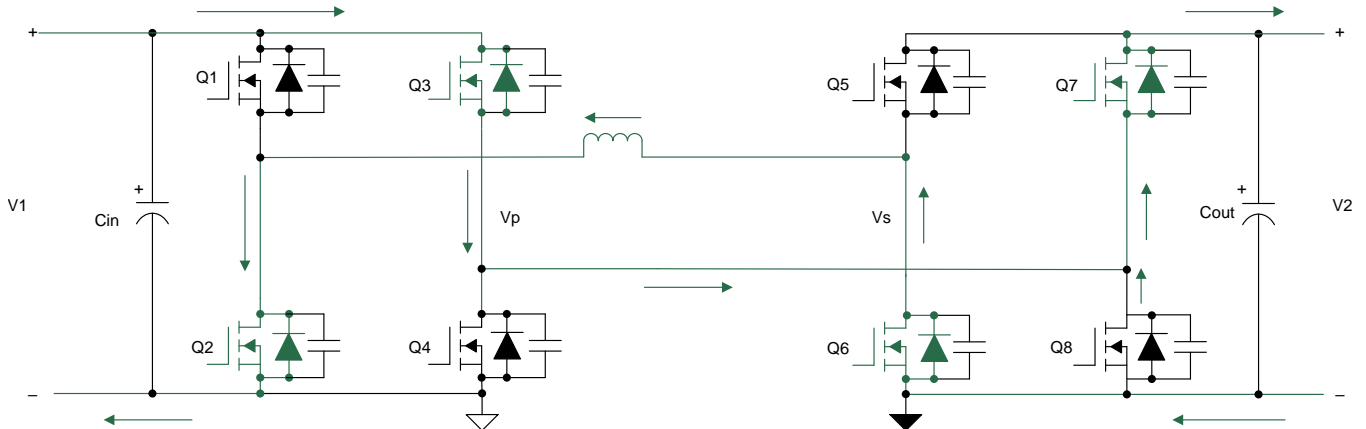 +
+
Q1
Q3
Q5
Q7
+
+
V1
Cin
Vp
Vs
Cout
V2
Q2
Q4
Q6
Q8
–
–